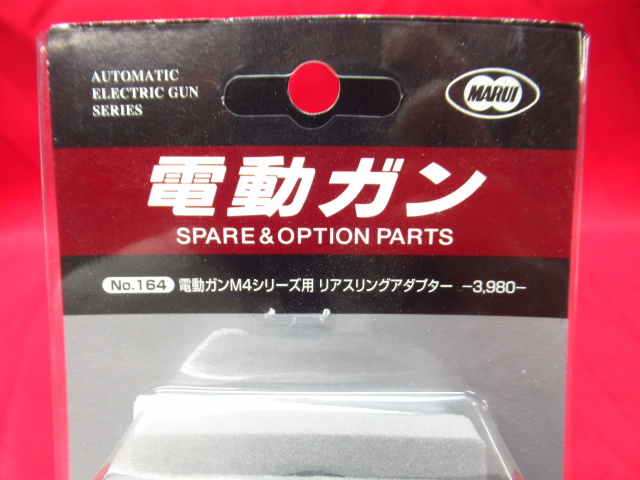 AUTOMATIC
ELECTRIC GUN
SERIES
MARUI
電動ガン
SPARE & OPTION PARTS
No.164 電動ガンM4シリーズ用 リアスリングアダプター −3,980−